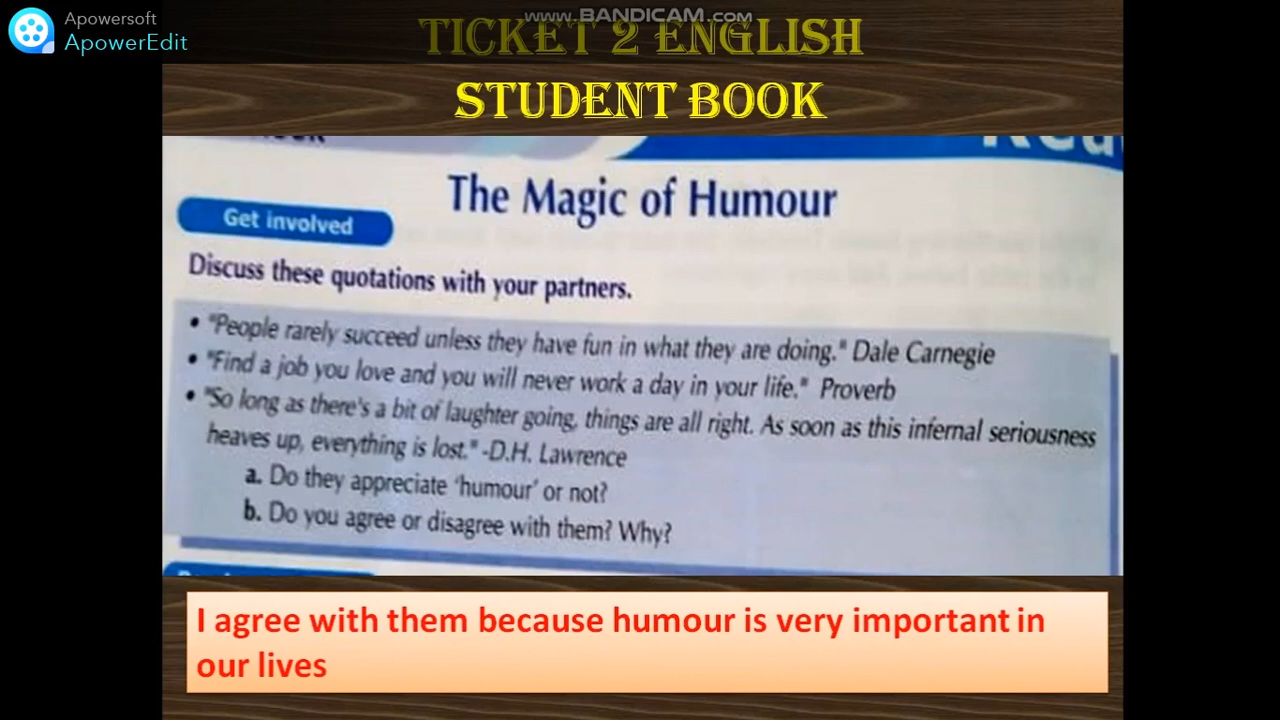 Apowersoft
ApowerEdit
www.BANDICAM.com
TICKET 2 ENGLISH
STUDENT BOOK
The Magic of Humour
Get involved
Discuss these quotations with your partners.
• "People rarely succeed unless they have fun in what they are doing." Dale Carnegie
• "Find a job you love and you will never work a day in your life." Proverb
• "So long as there's a bit of laughter going, things are all right. As soon as this infernal seriousness
heaves up, everything is lost." -D.H. Lawrence
a. Do they appreciate 'humour' or not?
b. Do you agree or disagree with them? Why?
I agree with them because humour is very important in
our lives